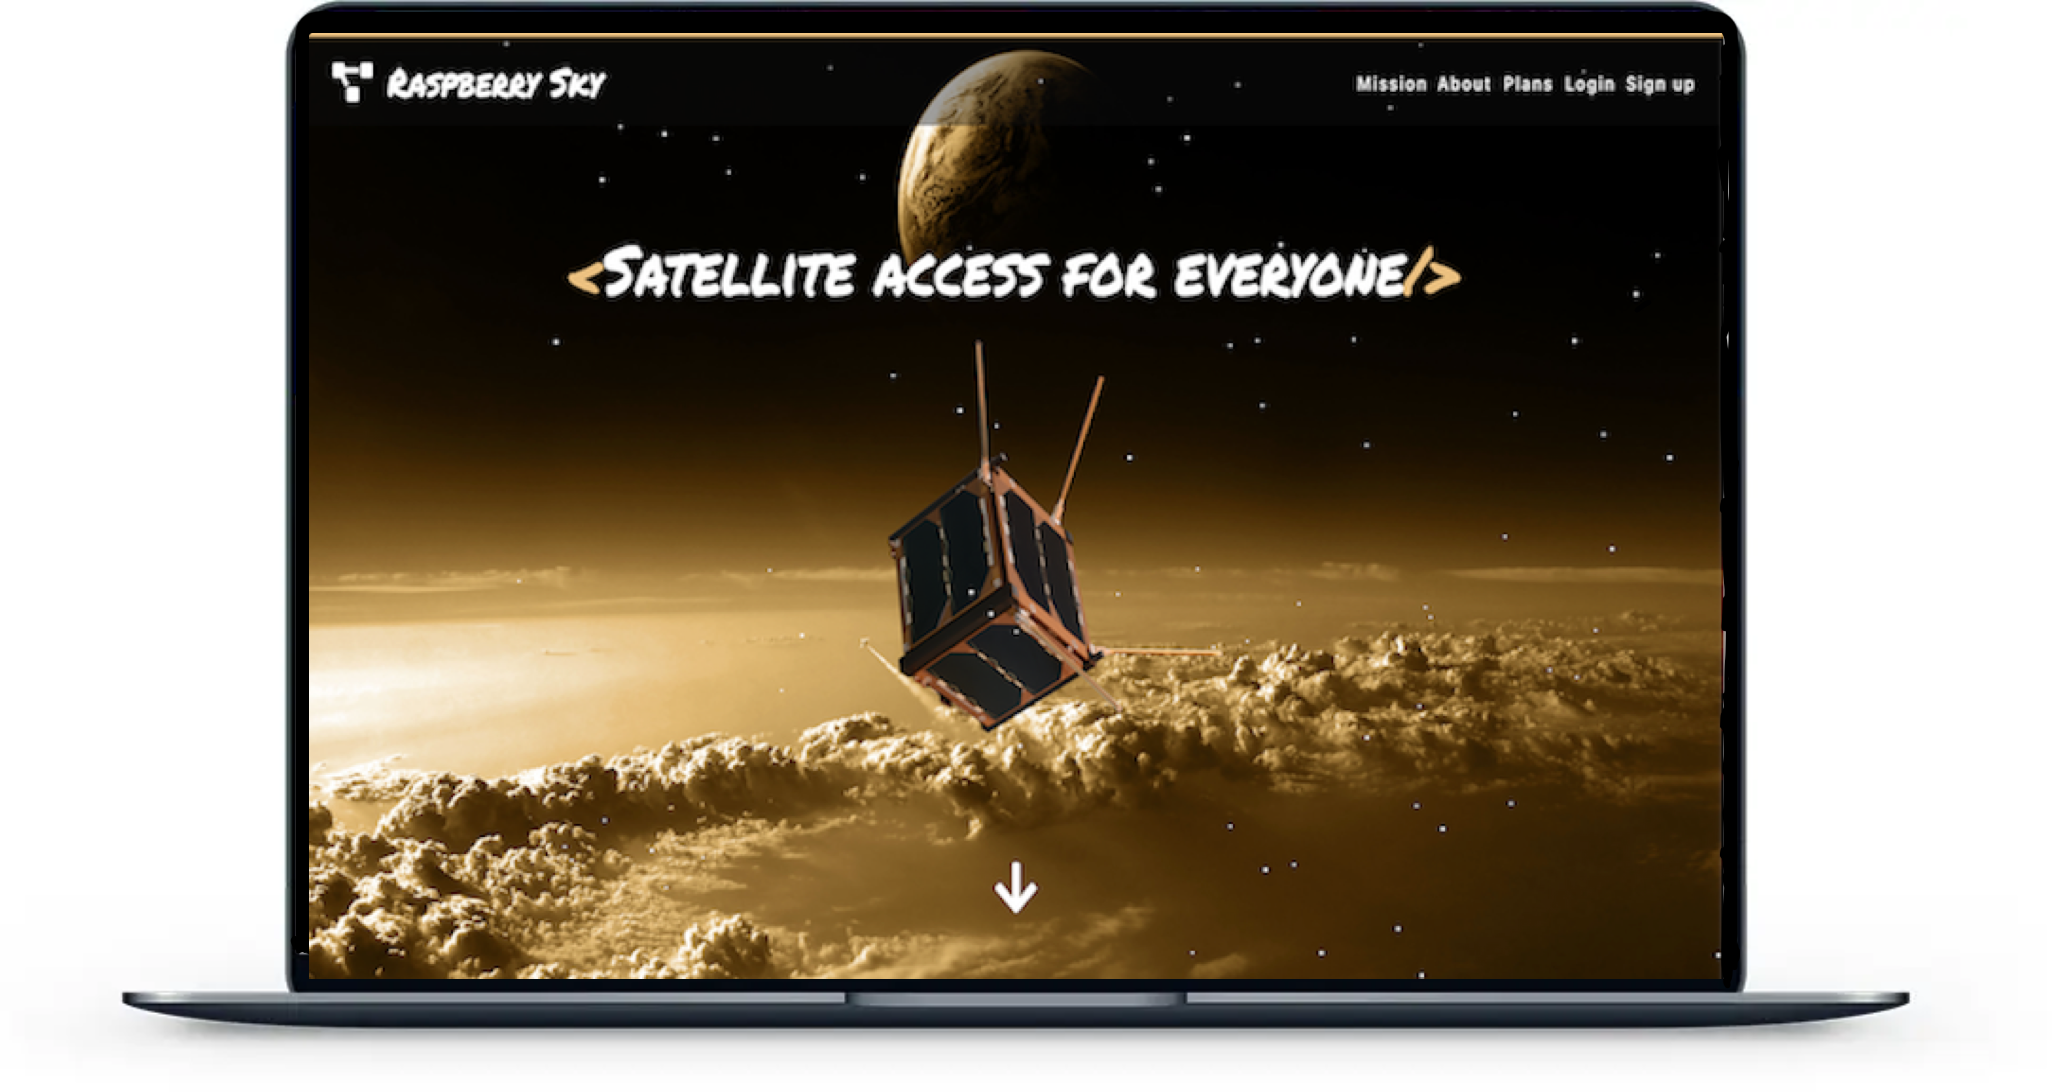 Raspberry Sky
Mission About Plans Login Sign up
<Satellite access for everyone/>